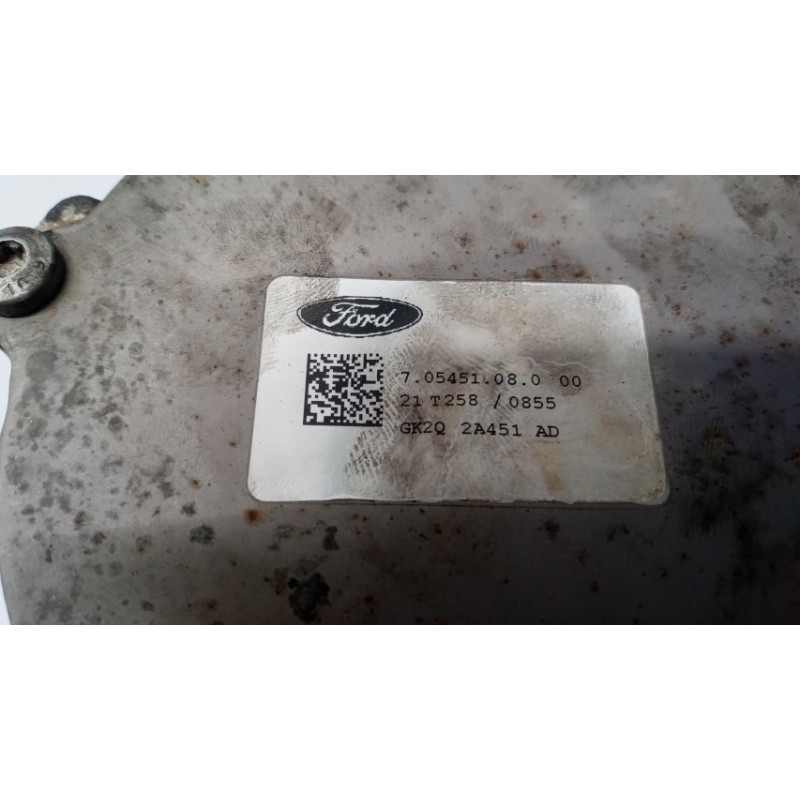 Ford
7.05451.08.0 00
21 T258 / 0855
GK2Q 2A451 AD